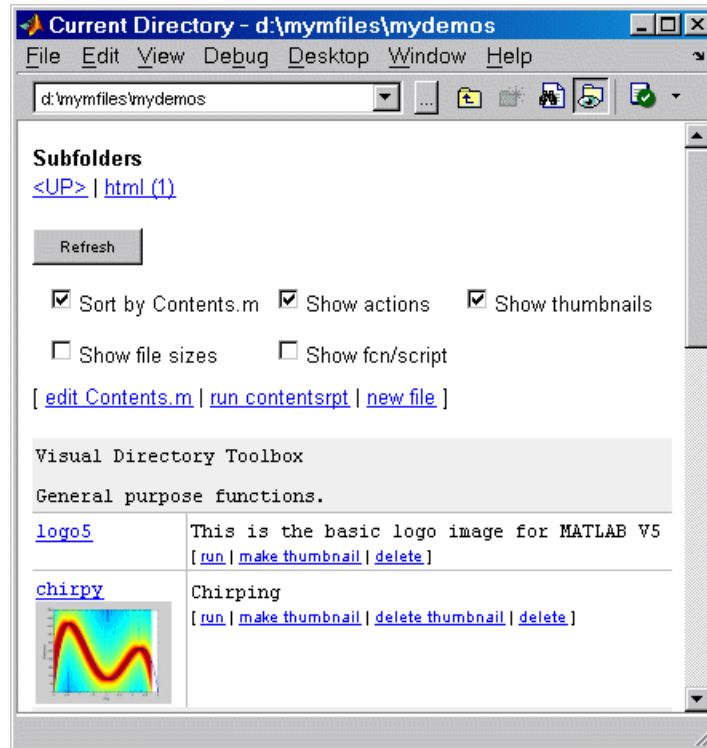 Current Directory - d:\mymfiles\mydemos
File Edit View Debug Desktop Window Help
d:\mymfiles\mydemos ...
Subfolders
<UP> | html (1)
Refresh
Sort by Contents.m Show actions Show thumbnails
Show file sizes Show fcn/script
[ edit Contents.m | run contentsrpt | new file ]
Visual Directory Toolbox
General purpose functions.
logo5 This is the basic logo image for MATLAB V5
[ run | make thumbnail | delete ]
chirpy Chirping
[ run | make thumbnail | delete thumbnail | delete ]